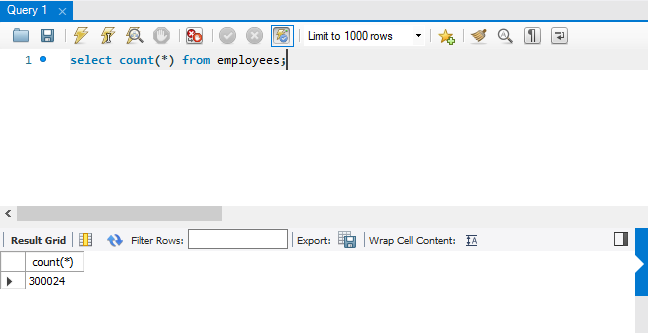 Query 1
Limit to 1000 rows
1 select count(*) from employees;
Result Grid Filter Rows: Export: Wrap Cell Content:
count(*)
300024